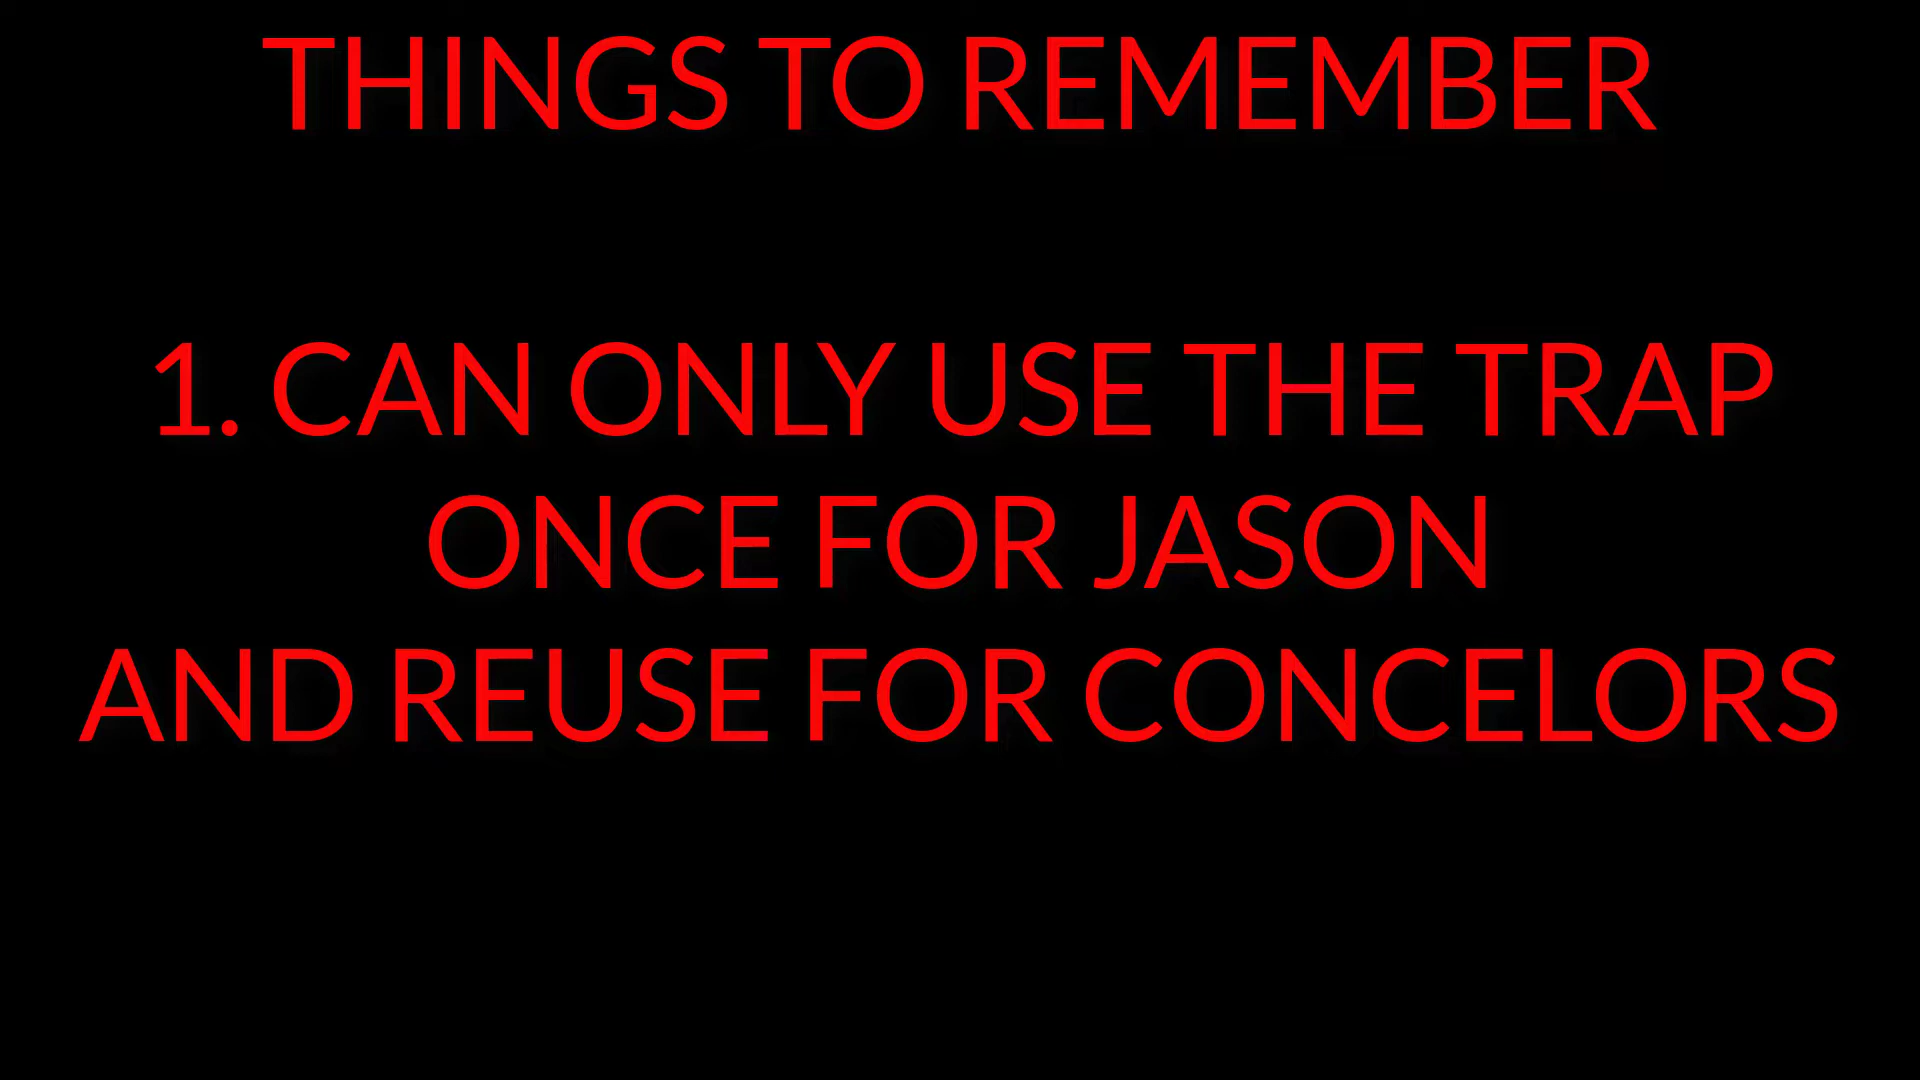 THINGS TO REMEMBER
1. CAN ONLY USE THE TRAP
ONCE FOR JASON
AND REUSE FOR CONCELORS